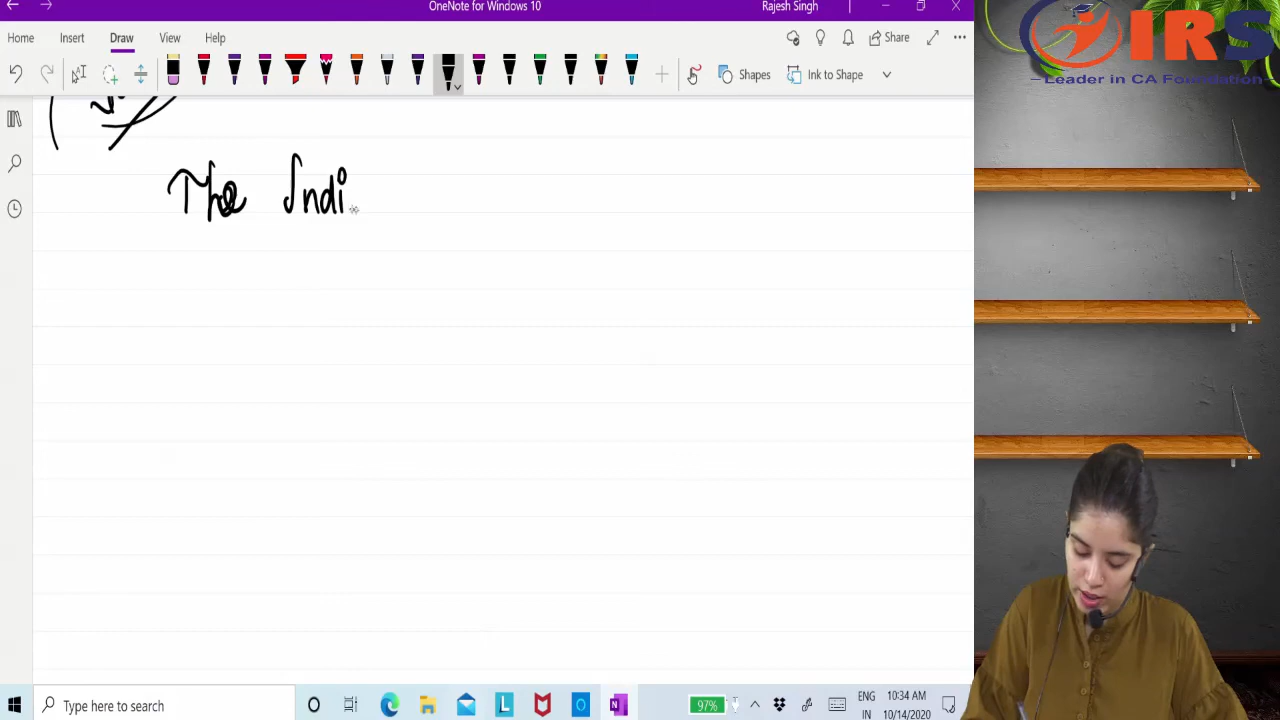 OneNote for Windows 10
Rajesh Singh
Home Insert Draw View Help
Share
Shapes
Ink to Shape
The Indi
IRS
Leader in CA Foundation
Type here to search
97%
ENG
IN
10:34 AM
10/14/2020